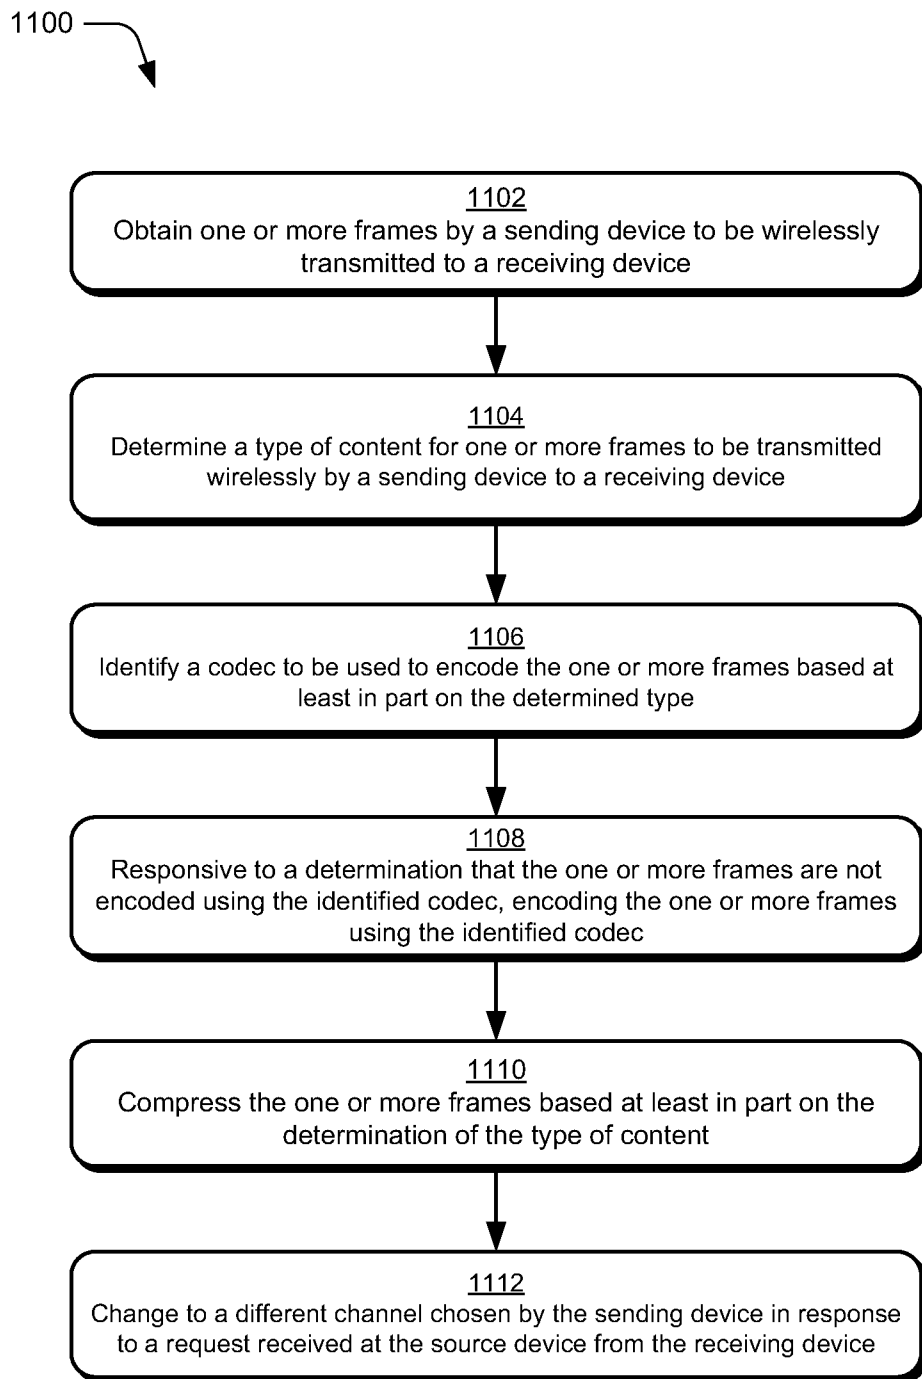 1100
1102
Obtain one or more frames by a sending device to be wirelessly
transmitted to a receiving device
1104
Determine a type of content for one or more frames to be transmitted
wirelessly by a sending device to a receiving device
1106
Identify a codec to be used to encode the one or more frames based at
least in part on the determined type
1108
Responsive to a determination that the one or more frames are not
encoded using the identified codec, encoding the one or more frames
using the identified codec
1110
Compress the one or more frames based at least in part on the
determination of the type of content
1112
Change to a different channel chosen by the sending device in response
to a request received at the source device from the receiving device